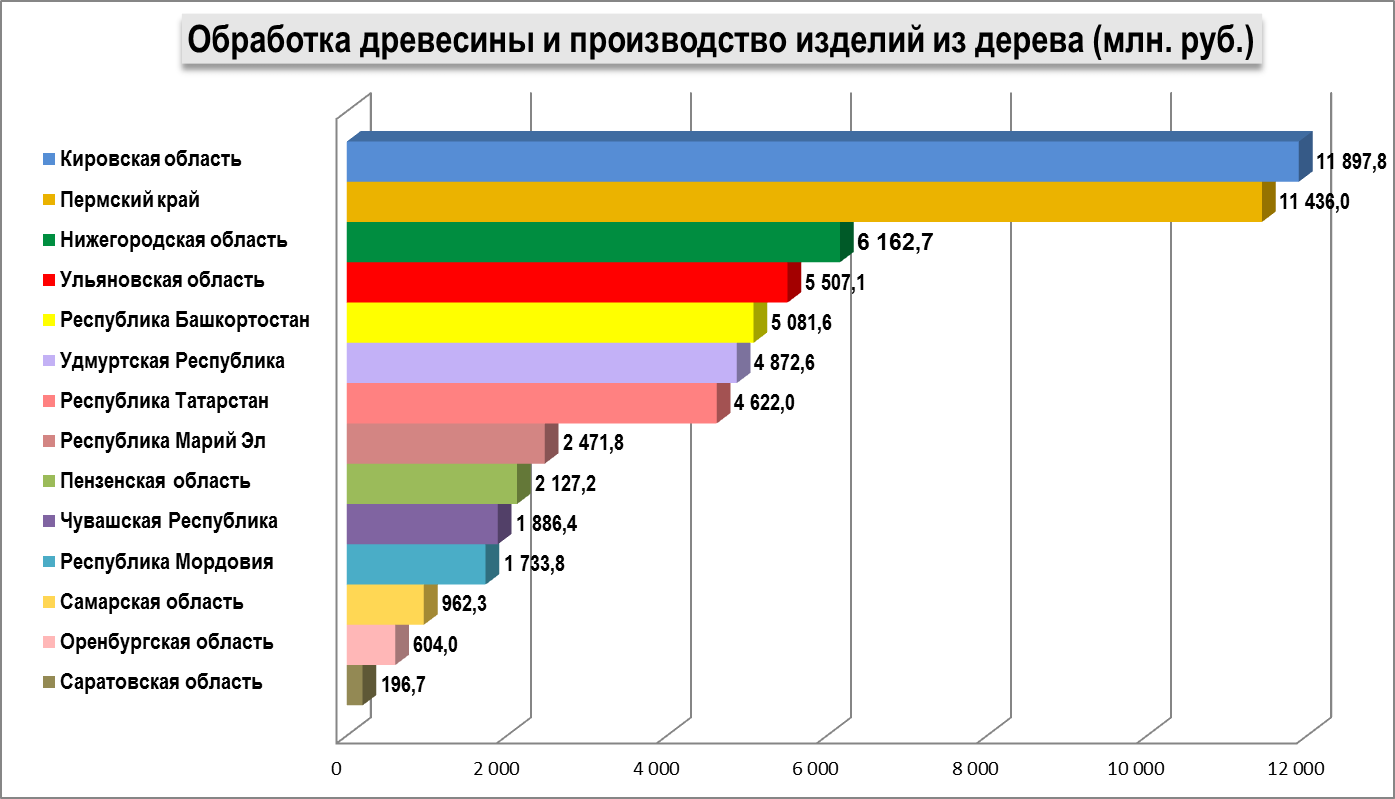 Обработка древесины и производство изделий из дерева (млн. руб.)
Кировская область 11 897,8
Пермский край 11 436,0
Нижегородская область 6 162,7
Ульяновская область 5 507,1
Республика Башкортостан 5 081,6
Удмуртская Республика 4 872,6
Республика Татарстан 4 622,0
Республика Марий Эл 2 471,8
Пензенская область 2 127,2
Чувашская Республика 1 886,4
Республика Мордовия 1 733,8
Самарская область 962,3
Оренбургская область 604,0
Саратовская область 196,7
0 2 000 4 000 6 000 8 000 10 000 12 000